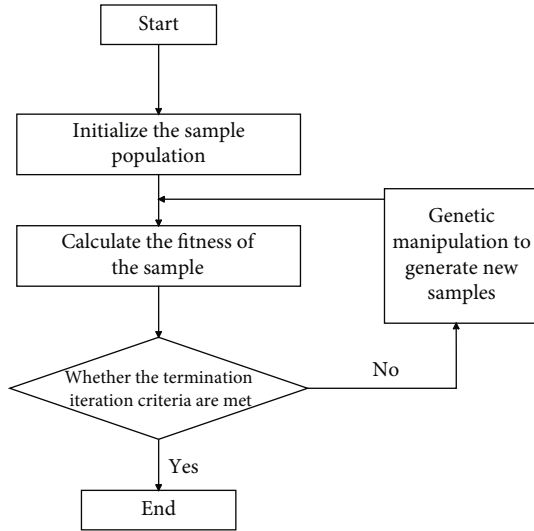 Start
Initialize the sample
population
Calculate the fitness of
the sample
Genetic
manipulation to
generate new
samples
Whether the termination
iteration criteria are met
No
Yes
End